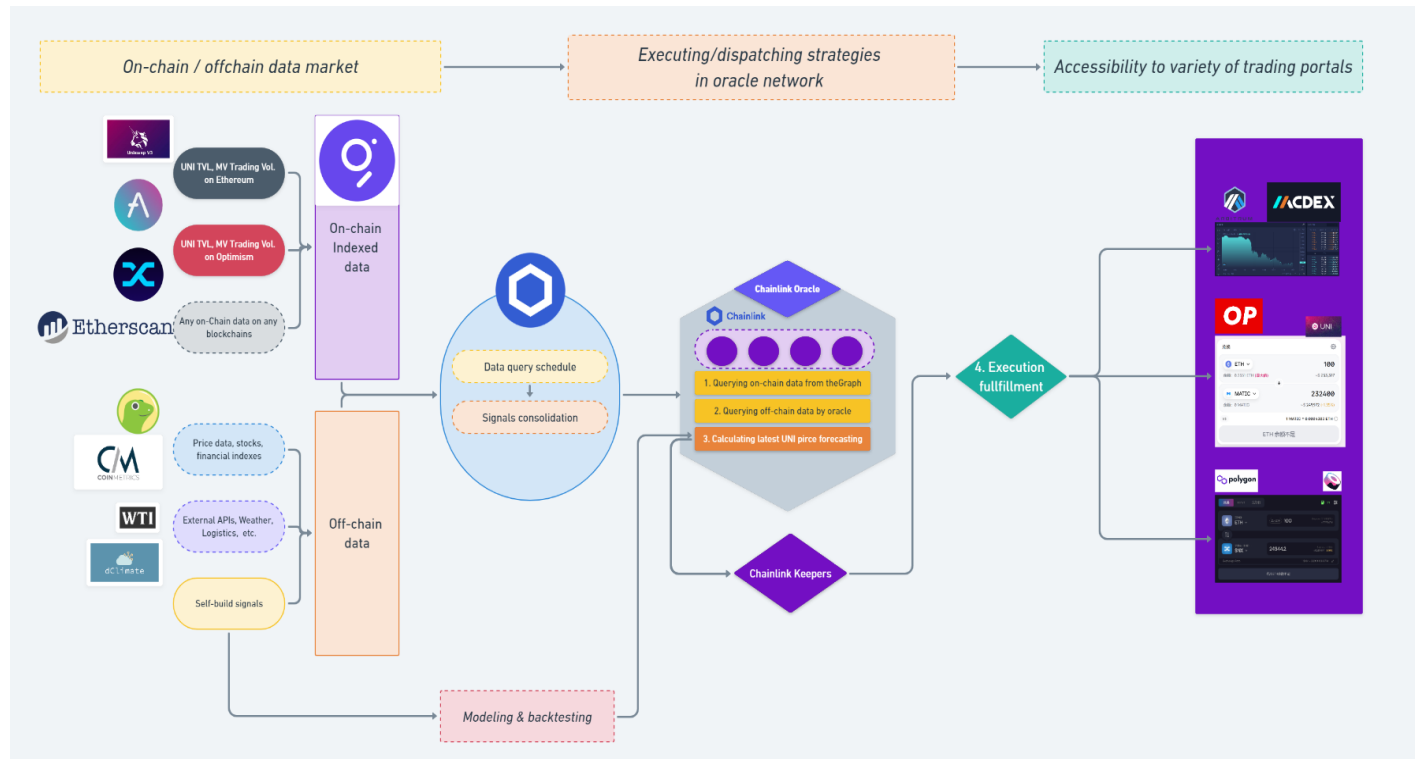 On-chain / offchain data market
Executing/dispatching strategies
in oracle network
Accessibility to variety of trading portals
Uniswap V3
UNI TVL, MV Trading Vol.
on Ethereum
UNI TVL, MV Trading Vol.
on Optimism
Etherscan
Any on-Chain data on any
blockchains
On-chain
Indexed
data
CM
COINMETRICS
Price data, stocks,
financial indexes
WTI
External APIs, Weather,
Logistics, etc.
dClimate
Self-build signals
Off-chain
data
Data query schedule
Signals consolidation
Modeling & backtesting
Chainlink Oracle
Chainlink
1. Querying on-chain data from theGraph
2. Querying off-chain data by oracle
3. Calculating latest UNI pirce forecasting
Chainlink Keepers
4. Execution
fullfillment
MCDEX
OP
UNI
ETH
100
MATIC
232400
polygon
ETH
100